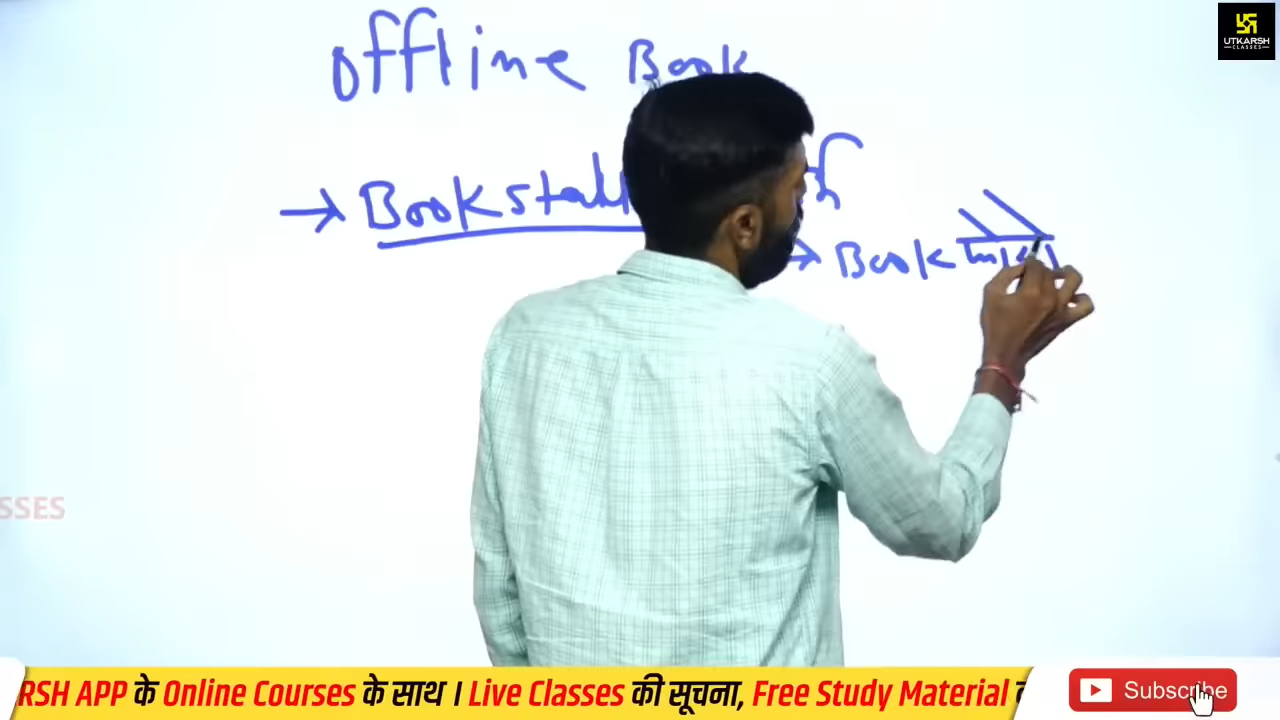 UTKARSH
CLASSES
offline Book
→ Bookstall
→ Book
SSES
RSH APP के Online Courses के साथ । Live Classes की सूचना, Free Study Material
Subscribe